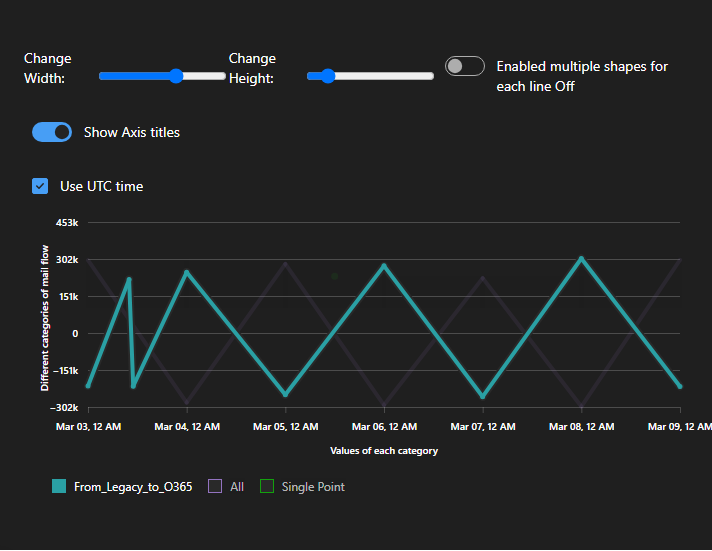 Change
Width:
Change
Height:
Enabled multiple shapes for
each line Off
Show Axis titles
Use UTC time
453k
302k
151k
0
−151k
−302k
Different categories of mail flow
Mar 03, 12 AM
Mar 04, 12 AM
Mar 05, 12 AM
Mar 06, 12 AM
Mar 07, 12 AM
Mar 08, 12 AM
Mar 09, 12 AM
Values of each category
From_Legacy_to_O365
All
Single Point